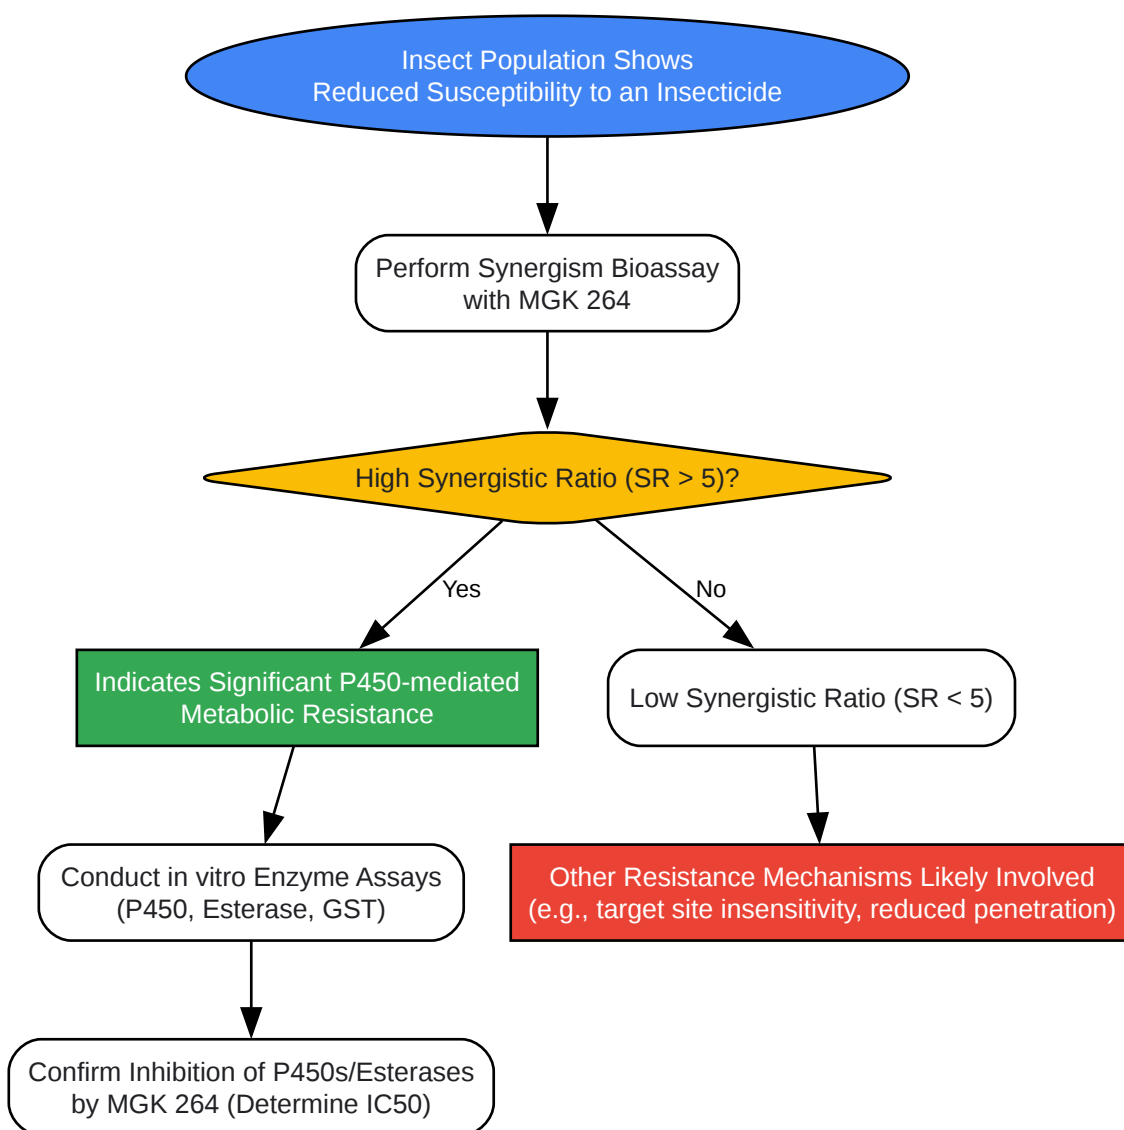 Insect Population Shows
Reduced Susceptibility to an Insecticide
Perform Synergism Bioassay
with MGK 264
High Synergistic Ratio (SR > 5)?
Yes
No
Indicates Significant P450-mediated
Metabolic Resistance
Low Synergistic Ratio (SR < 5)
Conduct in vitro Enzyme Assays
(P450, Esterase, GST)
Other Resistance Mechanisms Likely Involved
(e.g., target site insensitivity, reduced penetration)
Confirm Inhibition of P450s/Esterases
by MGK 264 (Determine IC50)